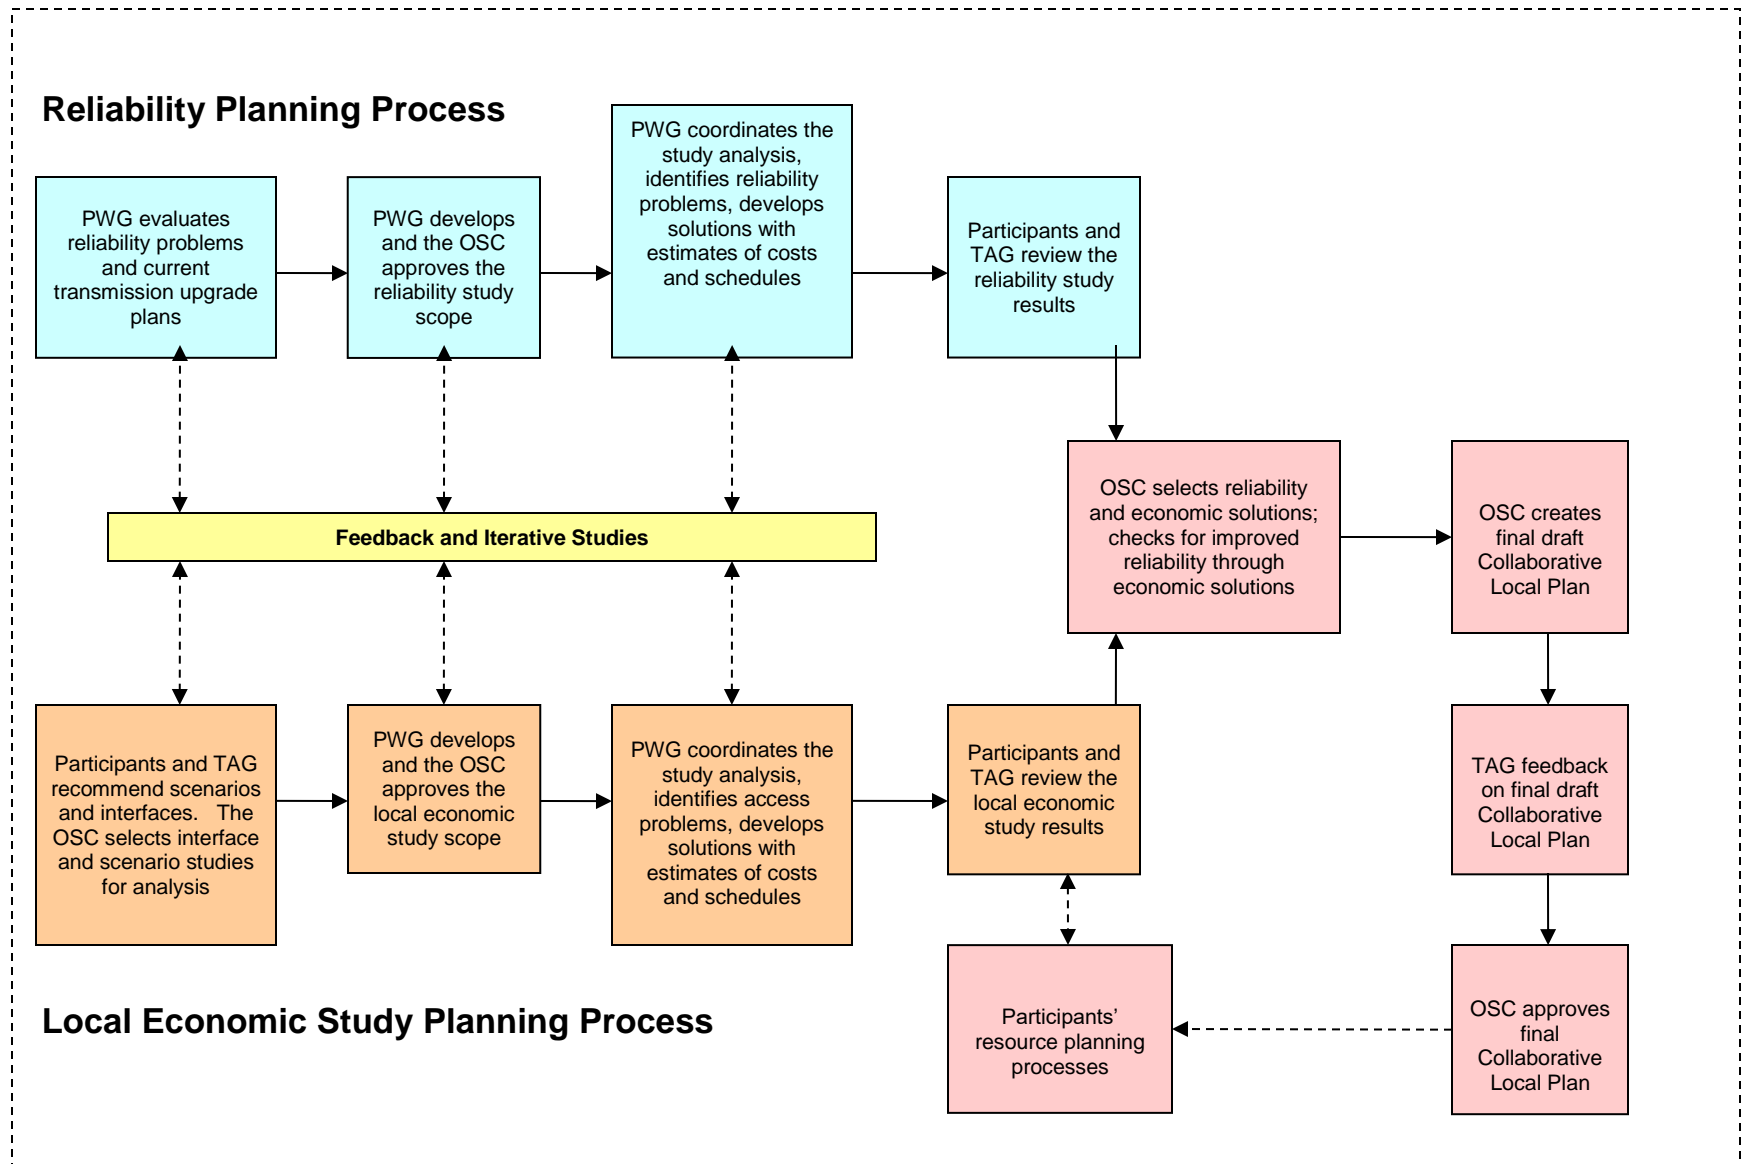 Reliability Planning Process
PWG evaluates
reliability problems
and current
transmission upgrade
plans
PWG develops
and the OSC
approves the
reliability study
scope
PWG coordinates the
study analysis,
identifies reliability
problems, develops
solutions with
estimates of costs
and schedules
Participants and
TAG review the
reliability study
results
Feedback and Iterative Studies
OSC selects reliability
and economic solutions;
checks for improved
reliability through
economic solutions
OSC creates
final draft
Collaborative
Local Plan
Participants and TAG
recommend scenarios
and interfaces.   The
OSC selects interface
and scenario studies
for analysis
PWG develops
and the OSC
approves the
local economic
study scope
PWG coordinates the
study analysis,
identifies access
problems, develops
solutions with
estimates of costs
and schedules
Participants and
TAG review the
local economic
study results
TAG feedback
on final draft
Collaborative
Local Plan
Local Economic Study Planning Process
Participants’
resource planning
processes
OSC approves
final
Collaborative
Local Plan